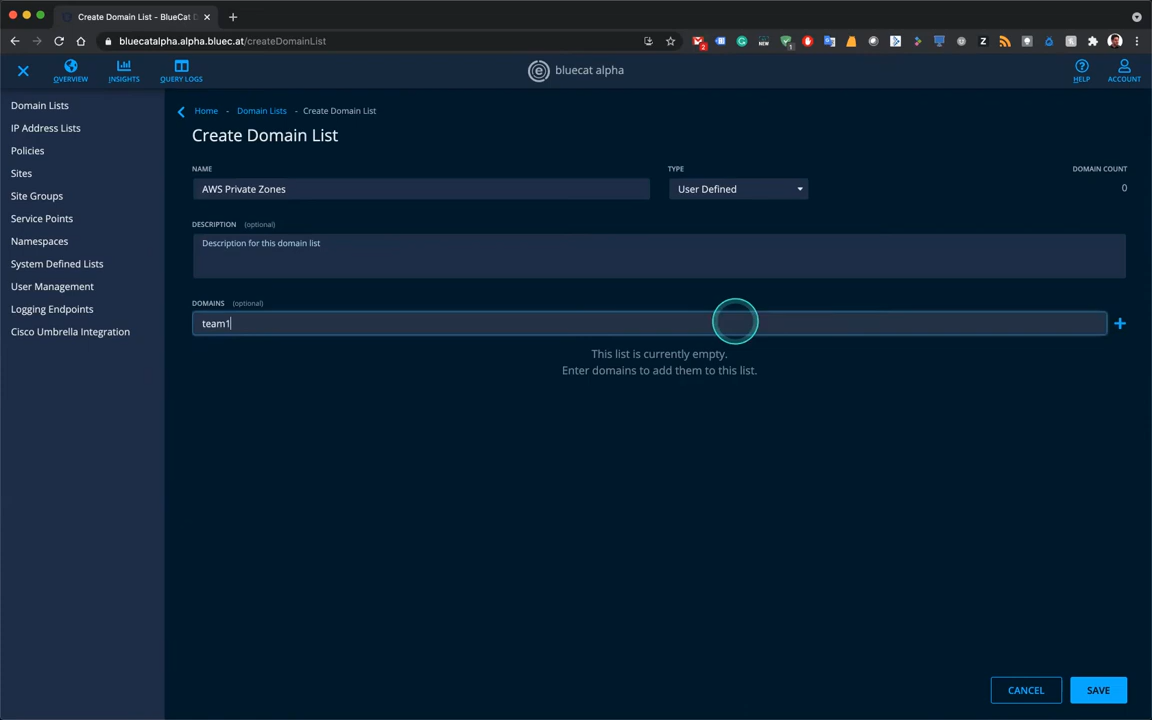 Create Domain List - BlueCat D
bluecatalpha.alpha.bluec.at/createDomainList
2
NEW
1
Z
OVERVIEW
INSIGHTS
QUERY LOGS
bluecat alpha
HELP
ACCOUNT
Domain Lists
IP Address Lists
Policies
Sites
Site Groups
Service Points
Namespaces
System Defined Lists
User Management
Logging Endpoints
Cisco Umbrella Integration
Home - Domain Lists - Create Domain List
Create Domain List
NAME
AWS Private Zones
TYPE
User Defined
DOMAIN COUNT
0
DESCRIPTION (optional)
Description for this domain list
DOMAINS (optional)
team1
This list is currently empty.
Enter domains to add them to this list.
CANCEL
SAVE